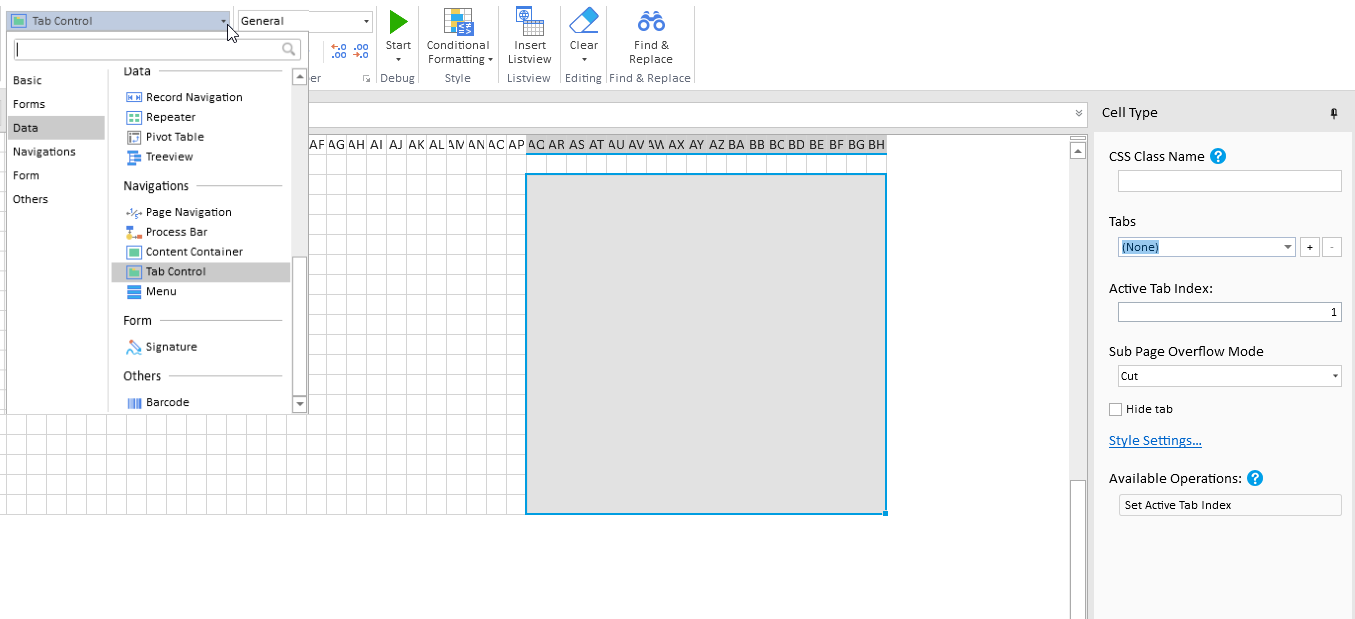 Tab Control
General
Start
Conditional
Formatting
Insert
Listview
Clear
Find &
Replace
er
Debug
Style
Listview
Editing
Find & Replace
Basic
Forms
Data
Navigations
Form
Others
Data
Record Navigation
Repeater
Pivot Table
Treeview
Navigations
Page Navigation
Process Bar
Content Container
Tab Control
Menu
Form
Signature
Others
Barcode
AF AG AH AI AJ AK AL AM AN AO AP AQ AR AS AT AU AV AW AX AY AZ BA BB BC BD BE BF BG BH
Cell Type
CSS Class Name ?
Tabs
(None)
+
-
Active Tab Index:
1
Sub Page Overflow Mode
Cut
Hide tab
Style Settings...
Available Operations: ?
Set Active Tab Index